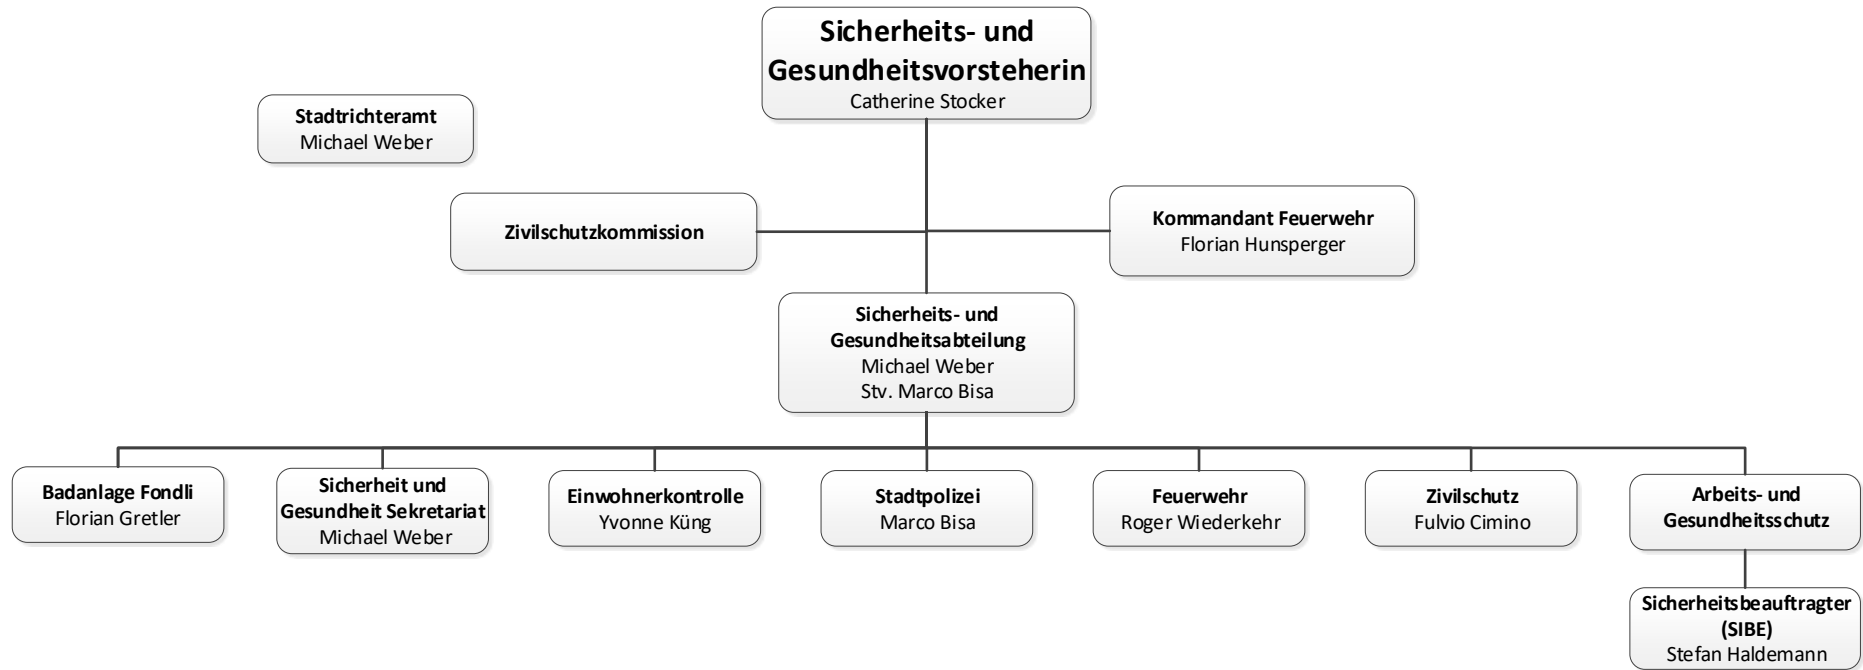 Sicherheits- und
Gesundheitsvorsteherin
Catherine Stocker
Stadtrichteramt
Michael Weber
Zivilschutzkommission
Kommandant Feuerwehr
Florian Hunsperger
Sicherheits- und
Gesundheitsabteilung
Michael Weber
Stv. Marco Bisa
Badanlage Fondli
Florian Gretler
Sicherheit und
Gesundheit Sekretariat
Michael Weber
Einwohnerkontrolle
Yvonne Küng
Stadtpolizei
Marco Bisa
Feuerwehr
Roger Wiederkehr
Zivilschutz
Fulvio Cimino
Arbeits- und
Gesundheitsschutz
Sicherheitsbeauftragter
(SIBE)
Stefan Haldemann